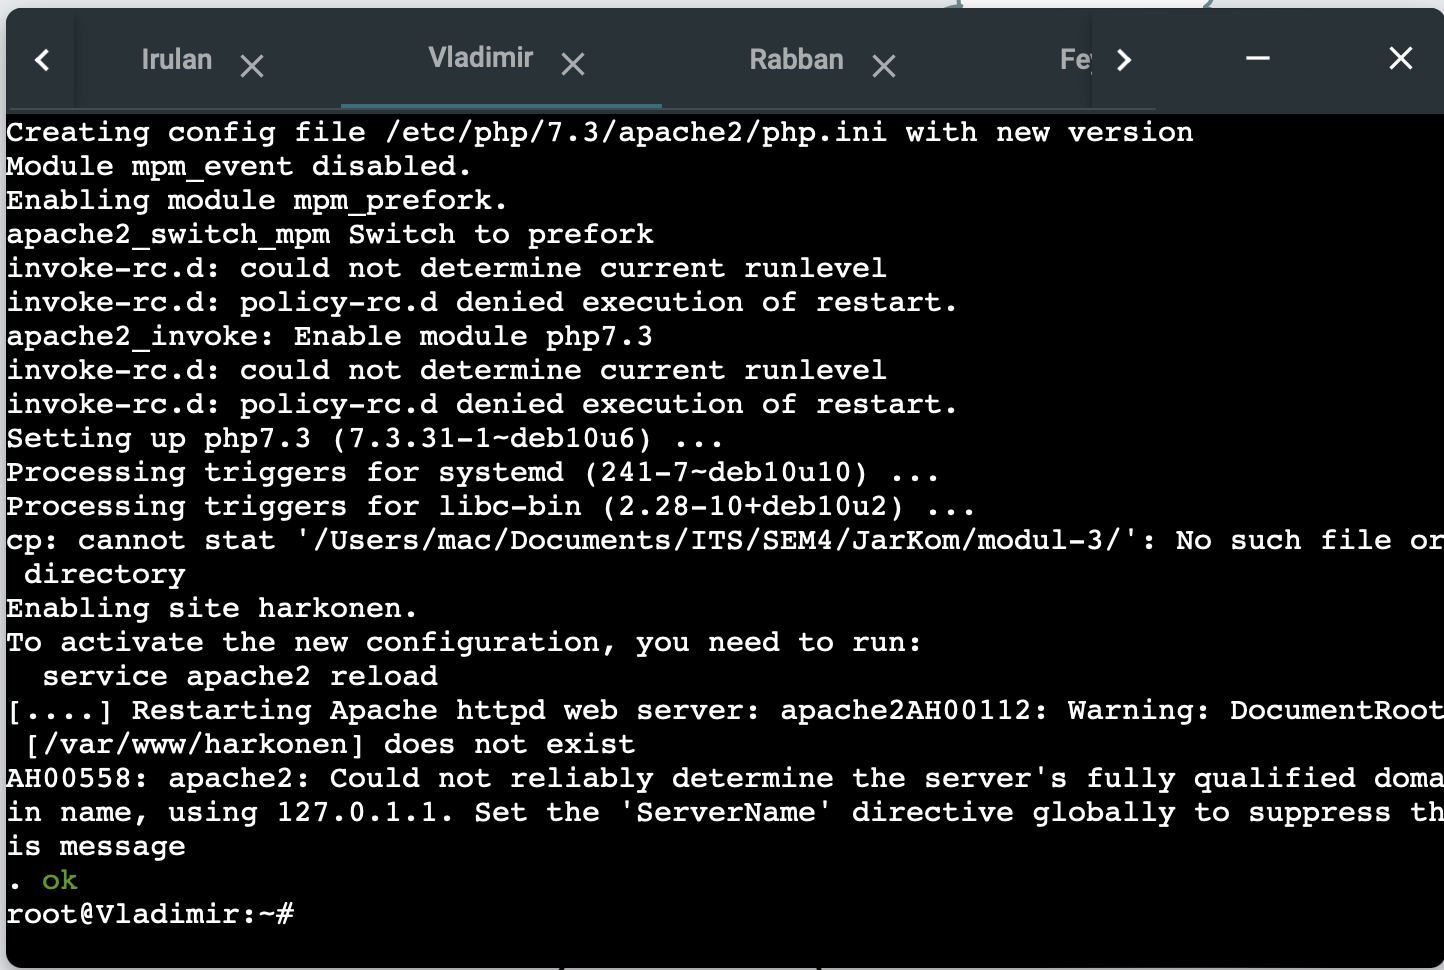 Irulan
Vladimir
Rabban
Fe
Creating config file /etc/php/7.3/apache2/php.ini with new version
Module mpm_event disabled.
Enabling module mpm_prefork.
apache2_switch_mpm Switch to prefork
invoke-rc.d: could not determine current runlevel
invoke-rc.d: policy-rc.d denied execution of restart.
apache2_invoke: Enable module php7.3
invoke-rc.d: could not determine current runlevel
invoke-rc.d: policy-rc.d denied execution of restart.
Setting up php7.3 (7.3.31-1~deb10u6) ...
Processing triggers for systemd (241-7~deb10u10) ...
Processing triggers for libc-bin (2.28-10+deb10u2) ...
cp: cannot stat '/Users/mac/Documents/ITS/SEM4/JarKom/modul-3/': No such file or
 directory
Enabling site harkonen.
To activate the new configuration, you need to run:
  service apache2 reload
[....] Restarting Apache httpd web server: apache2AH00112: Warning: DocumentRoot
 [/var/www/harkonen] does not exist
AH00558: apache2: Could not reliably determine the server's fully qualified doma
in name, using 127.0.1.1. Set the 'ServerName' directive globally to suppress th
is message
. ok
root@Vladimir:~#